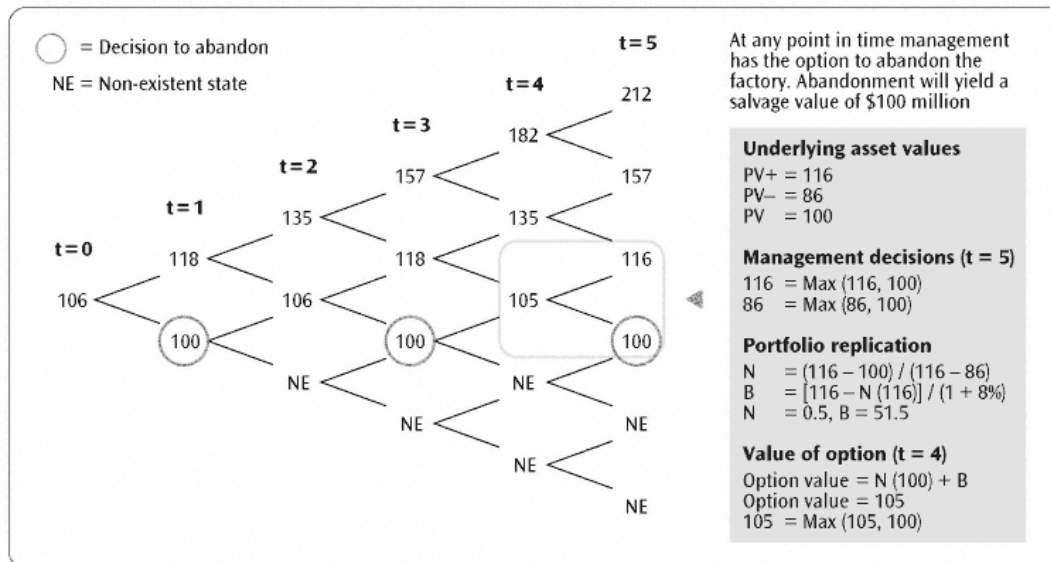 = Decision to abandon
NE = Non-existent state
t=0
106
t=1
118
100
t=2
135
106
NE
t=3
157
118
100
NE
t=4
182
135
105
NE
NE
t=5
212
157
116
100
NE
NE
At any point in time management
has the option to abandon the
factory. Abandonment will yield a
salvage value of $100 million
Underlying asset values
PV+ = 116
PV– = 86
PV = 100
Management decisions (t = 5)
116 = Max (116, 100)
86 = Max (86, 100)
Portfolio replication
N = (116 – 100) / (116 – 86)
B = [116 – N (116)] / (1 + 8%)
N = 0.5, B = 51.5
Value of option (t = 4)
Option value = N (100) + B
Option value = 105
105 = Max (105, 100)